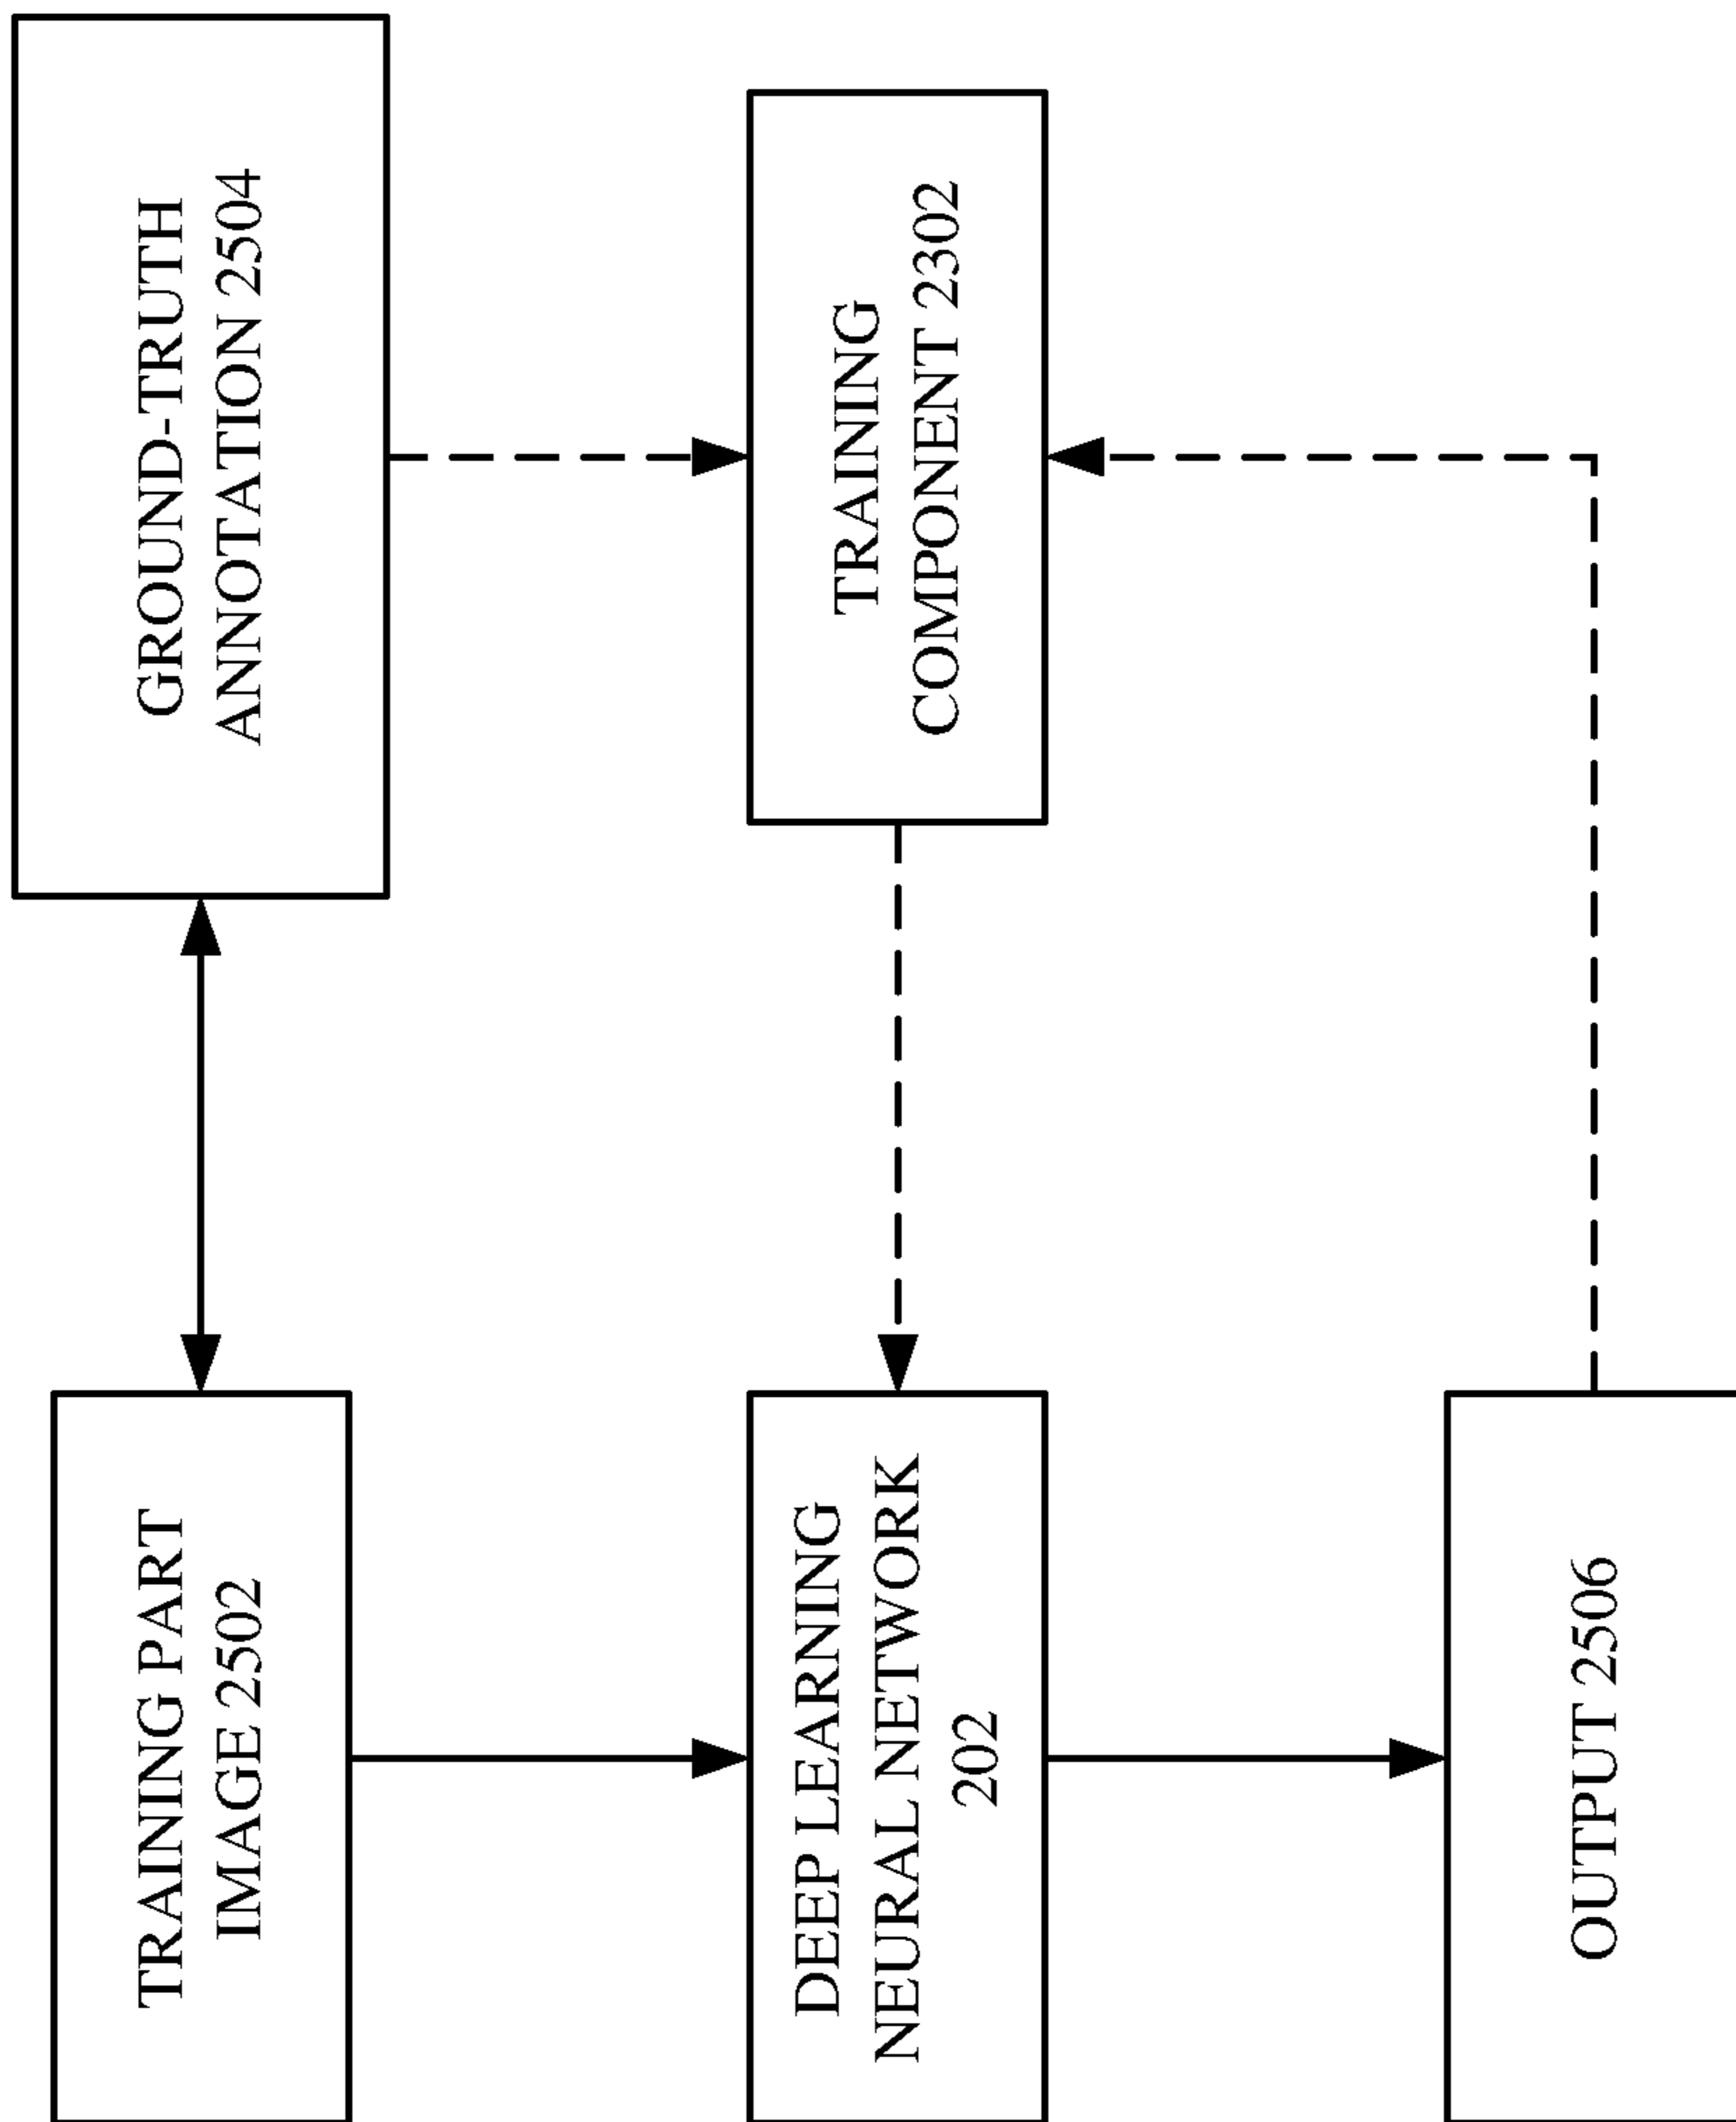 TRAINING PART
IMAGE 2502
GROUND-TRUTH
ANNOTATION 2504
DEEP LEARNING
NEURAL NETWORK
202
TRAINING
COMPONENT 2302
OUTPUT 2506